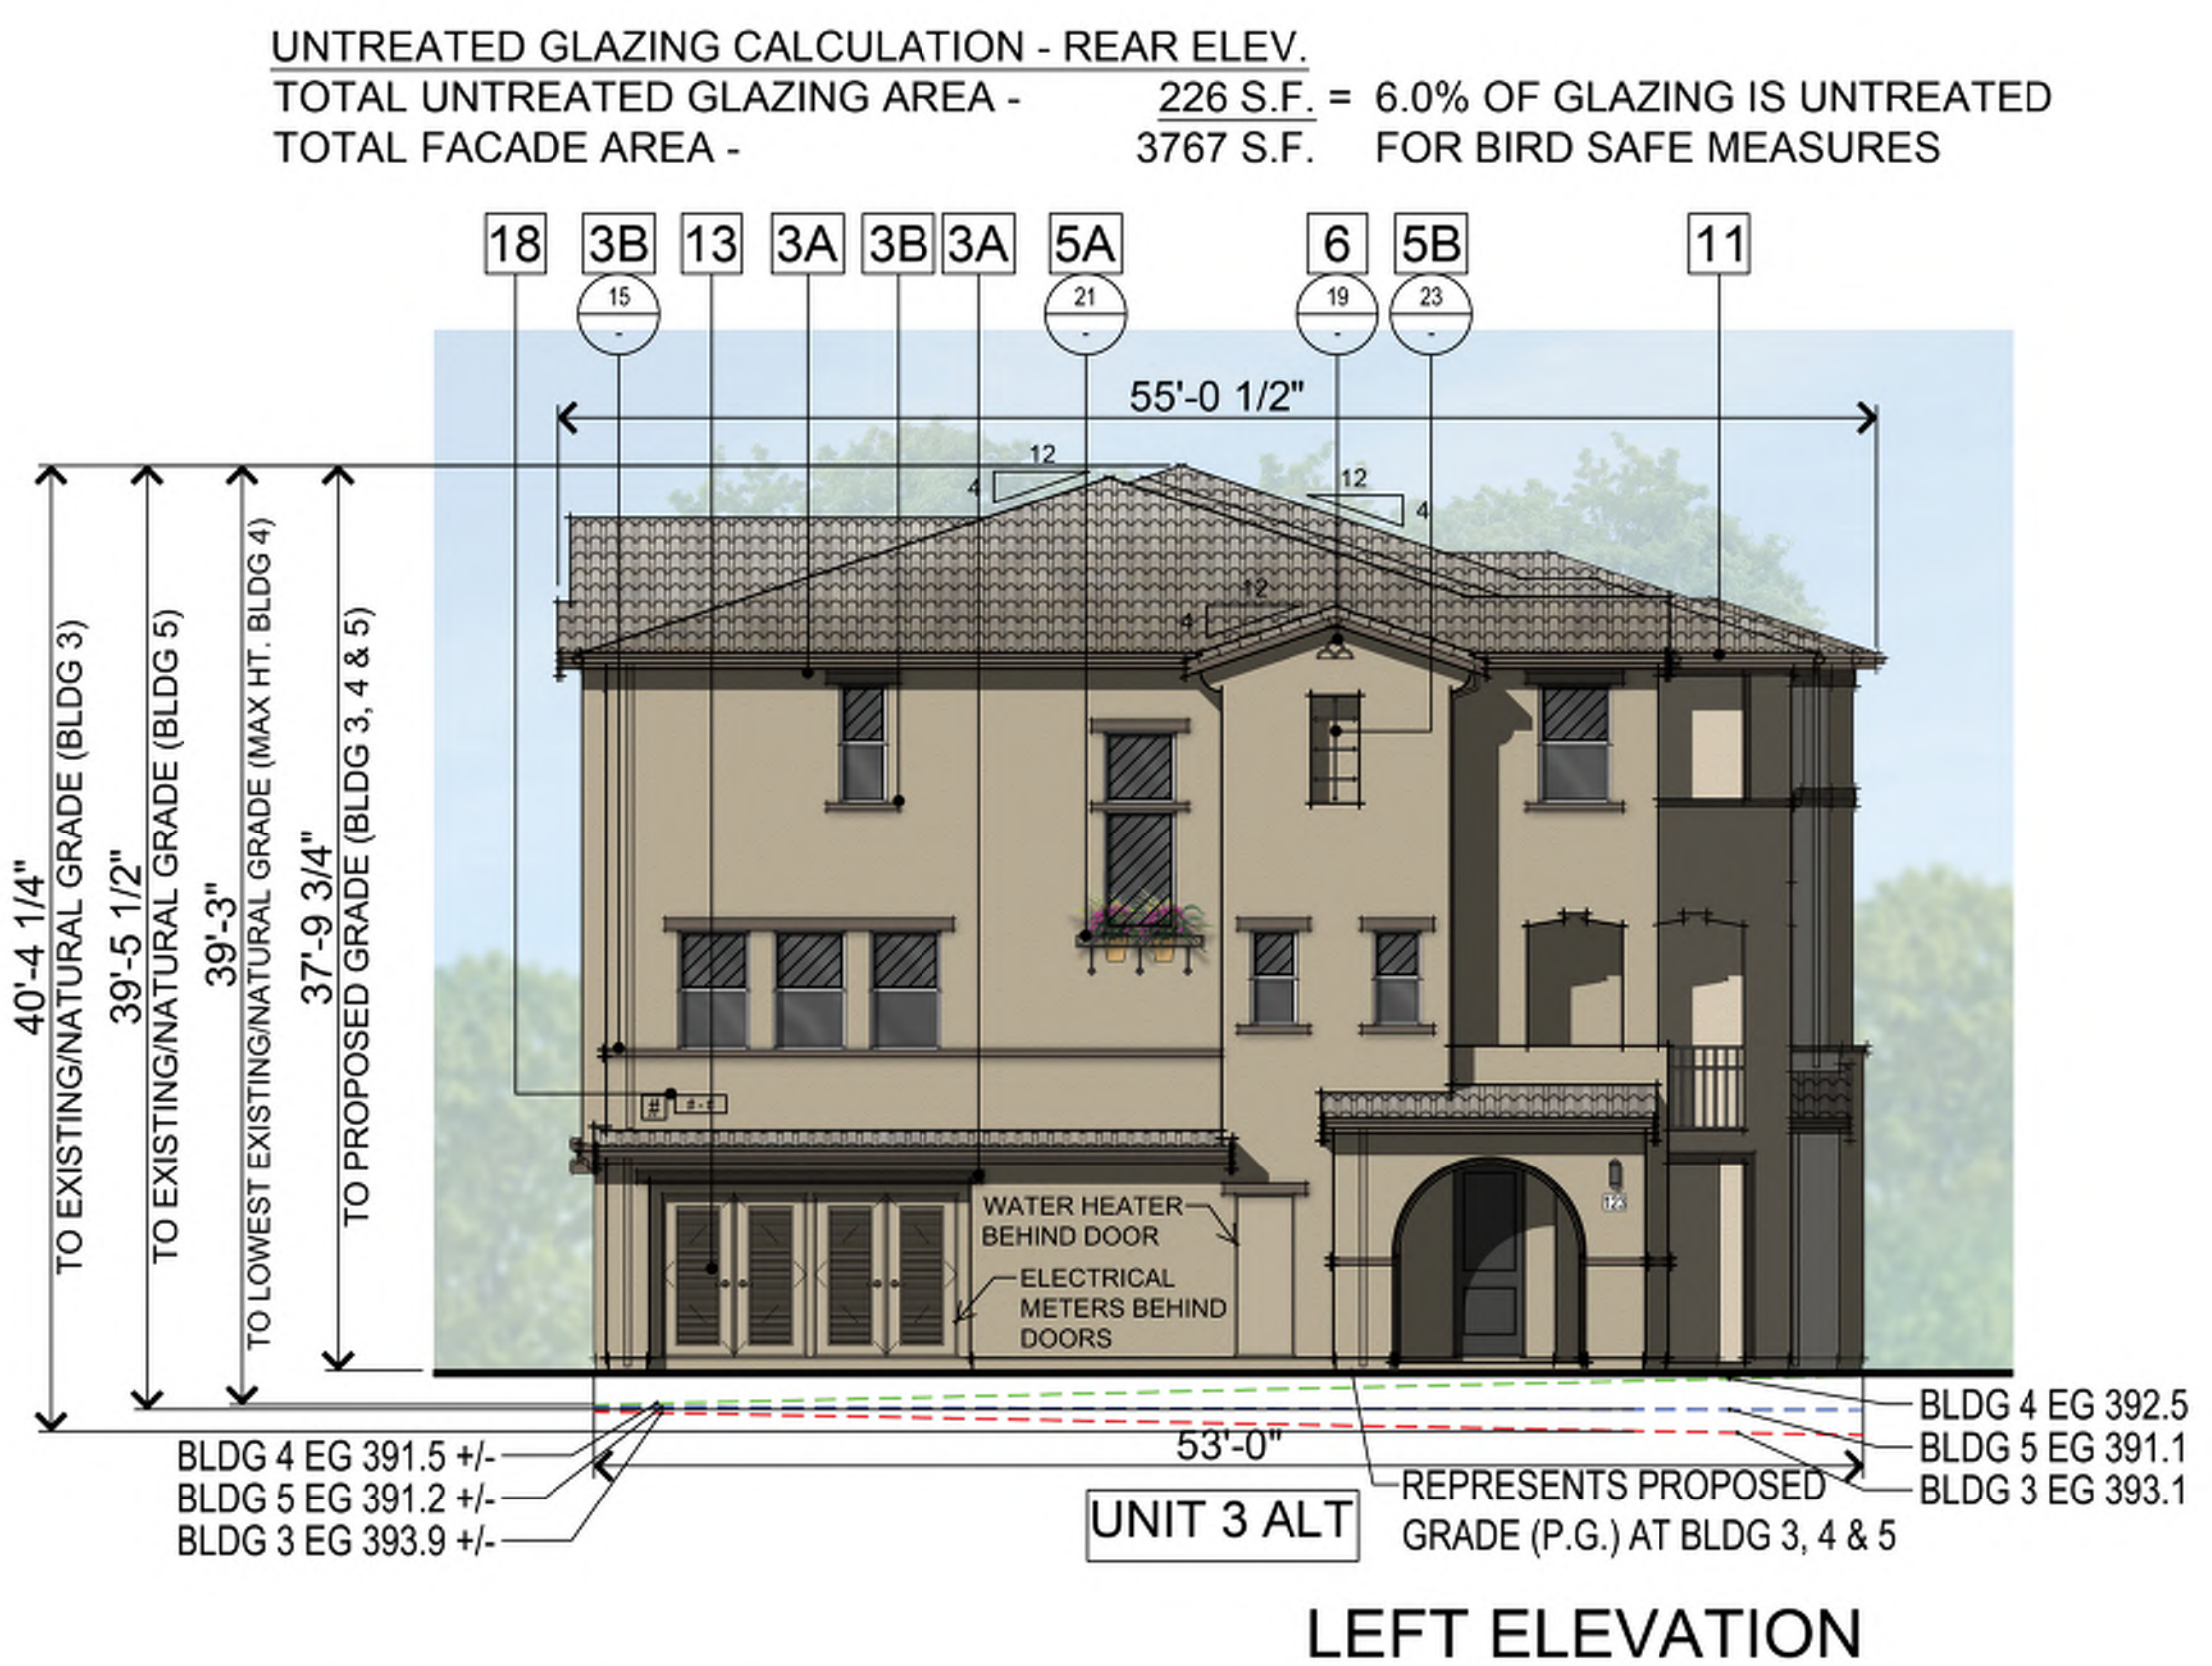 UNTREATED GLAZING CALCULATION - REAR ELEV.
TOTAL UNTREATED GLAZING AREA - 226 S.F. = 6.0% OF GLAZING IS UNTREATED
TOTAL FACADE AREA - 3767 S.F. FOR BIRD SAFE MEASURES
18 3B 13 3A 3B 3A 5A 6 5B 11
15 21 19 23
- - - -
55'-0 1/2"
12
4
12
4
12
4
40'-4 1/4"
TO EXISTING/NATURAL GRADE (BLDG 3)
39'-5 1/2"
TO EXISTING/NATURAL GRADE (BLDG 5)
39'-3"
TO LOWEST EXISTING/NATURAL GRADE (MAX HT. BLDG 4)
37'-9 3/4"
TO PROPOSED GRADE (BLDG 3, 4 & 5)
# #-#
123
WATER HEATER
BEHIND DOOR
ELECTRICAL
METERS BEHIND
DOORS
BLDG 4 EG 391.5 +/-
BLDG 5 EG 391.2 +/-
BLDG 3 EG 393.9 +/-
53'-0"
BLDG 4 EG 392.5
BLDG 5 EG 391.1
BLDG 3 EG 393.1
REPRESENTS PROPOSED
GRADE (P.G.) AT BLDG 3, 4 & 5
UNIT 3 ALT
LEFT ELEVATION